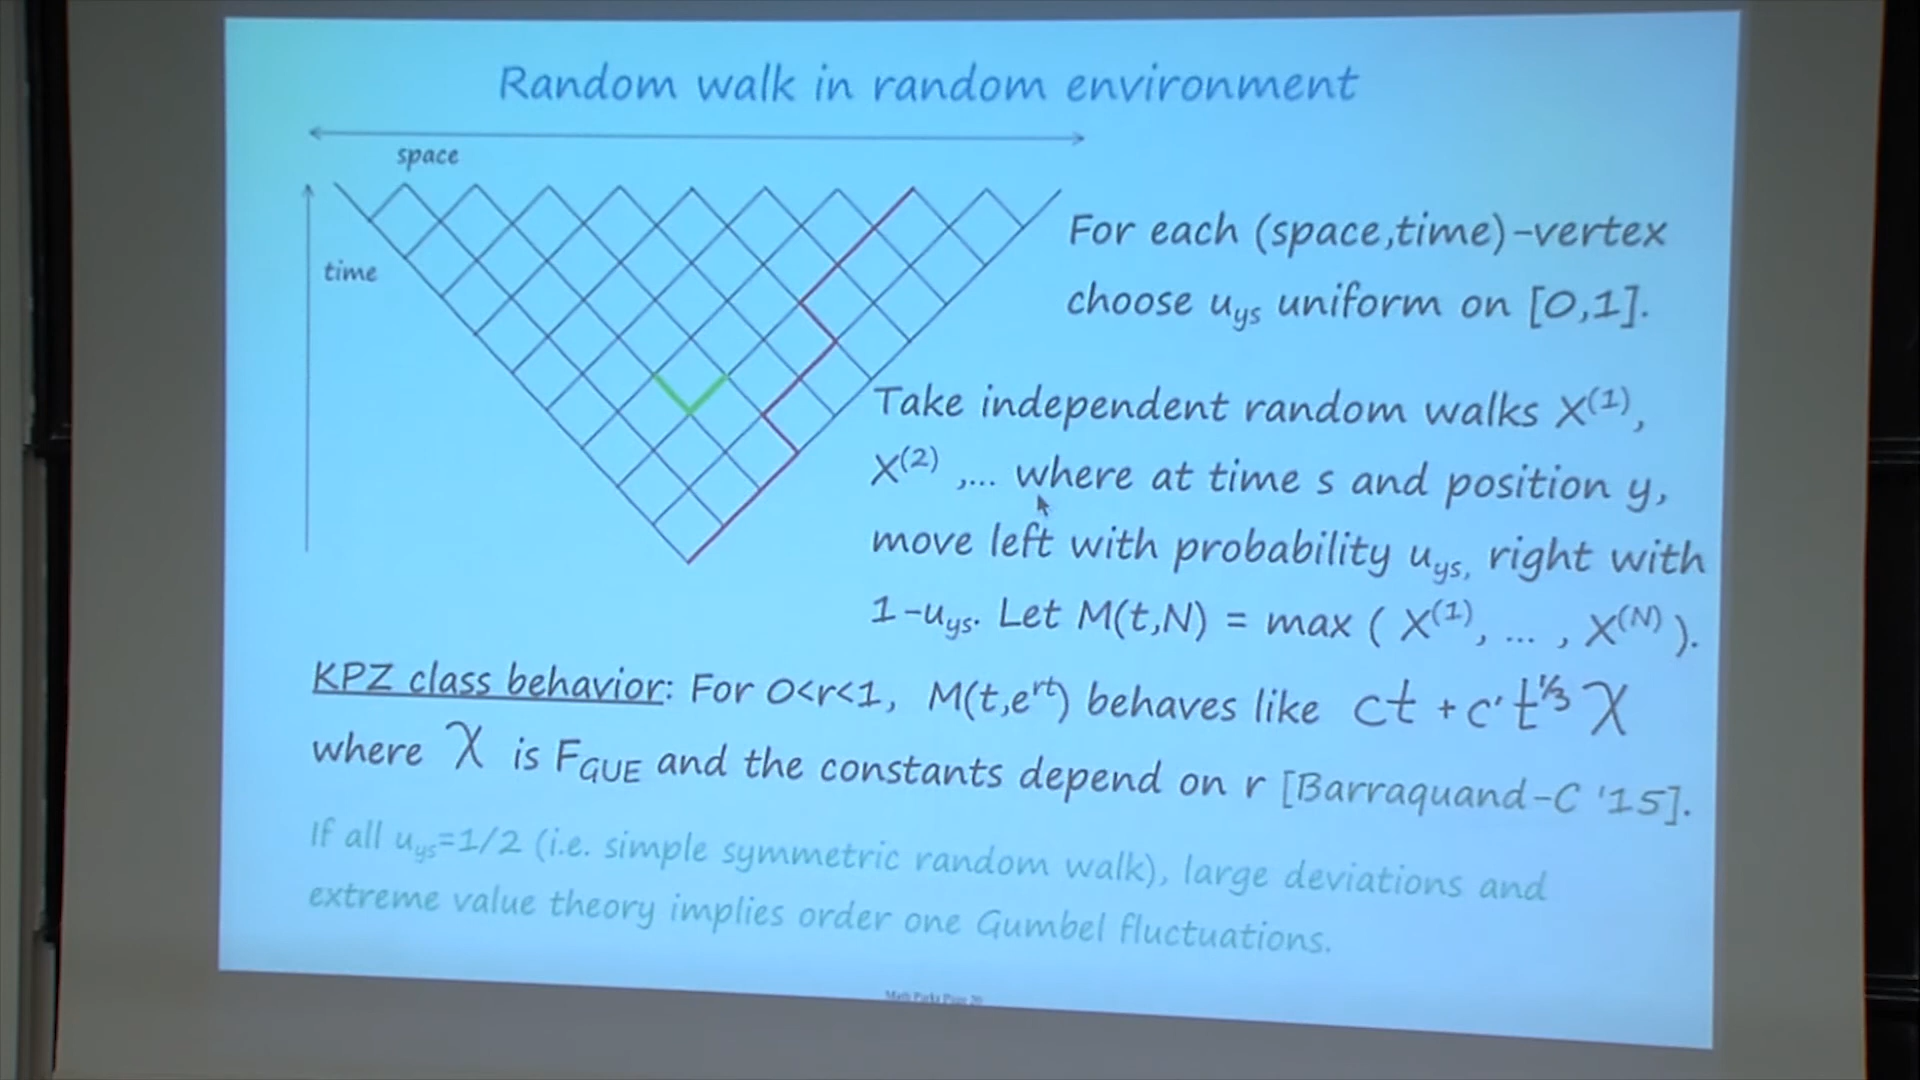 Random walk in random environment
space
time
For each (space,time)-vertex
choose u_ys uniform on [0,1].
Take independent random walks X^(1),
X^(2) ,... where at time s and position y,
move left with probability u_ys, right with
1-u_ys. Let M(t,N) = max ( X^(1), ... , X^(N) ).
KPZ class behavior: For 0<r<1, M(t,e^rt) behaves like ct + c' t^1/3 χ
where χ is F_GUE and the constants depend on r [Barraquand-C '15].
If all u_ys=1/2 (i.e. simple symmetric random walk), large deviations and
extreme value theory implies order one Gumbel fluctuations.